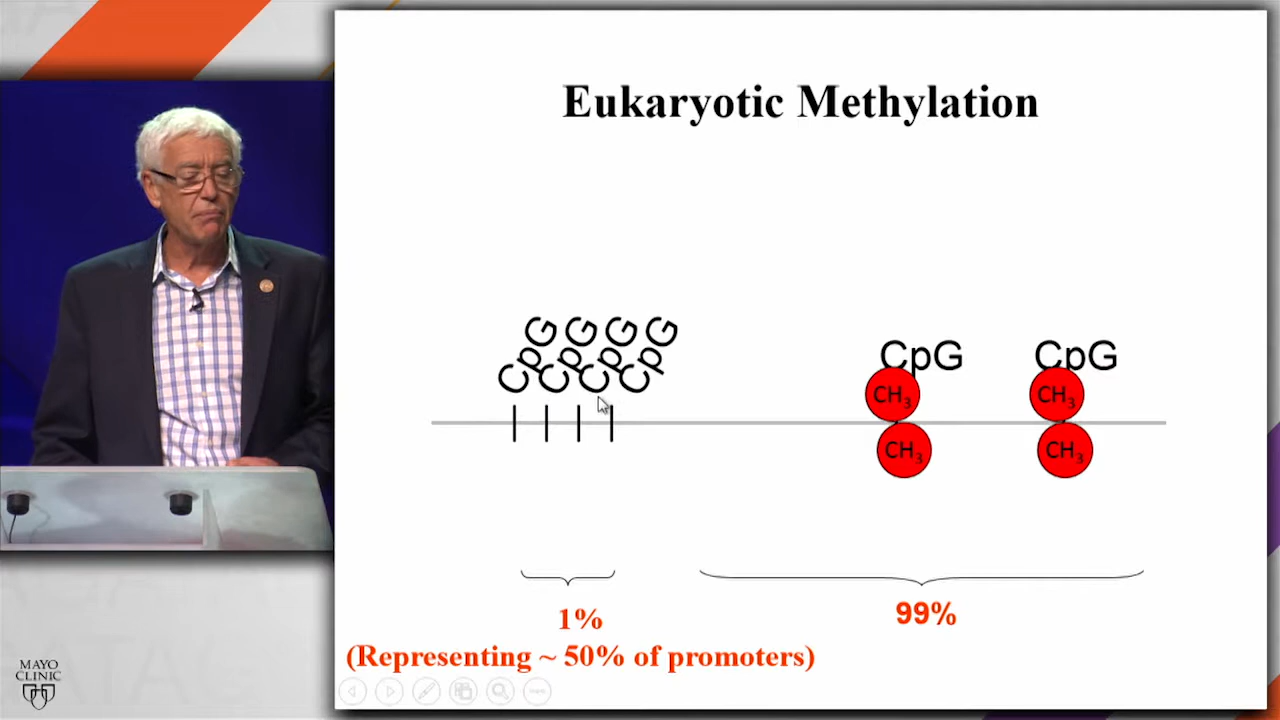 Eukaryotic Methylation
CpG CpG CpG CpG
CpG CpG
CH₃ CH₃
CH₃ CH₃
1%
99%
(Representing ~ 50% of promoters)
MAYO
CLINIC